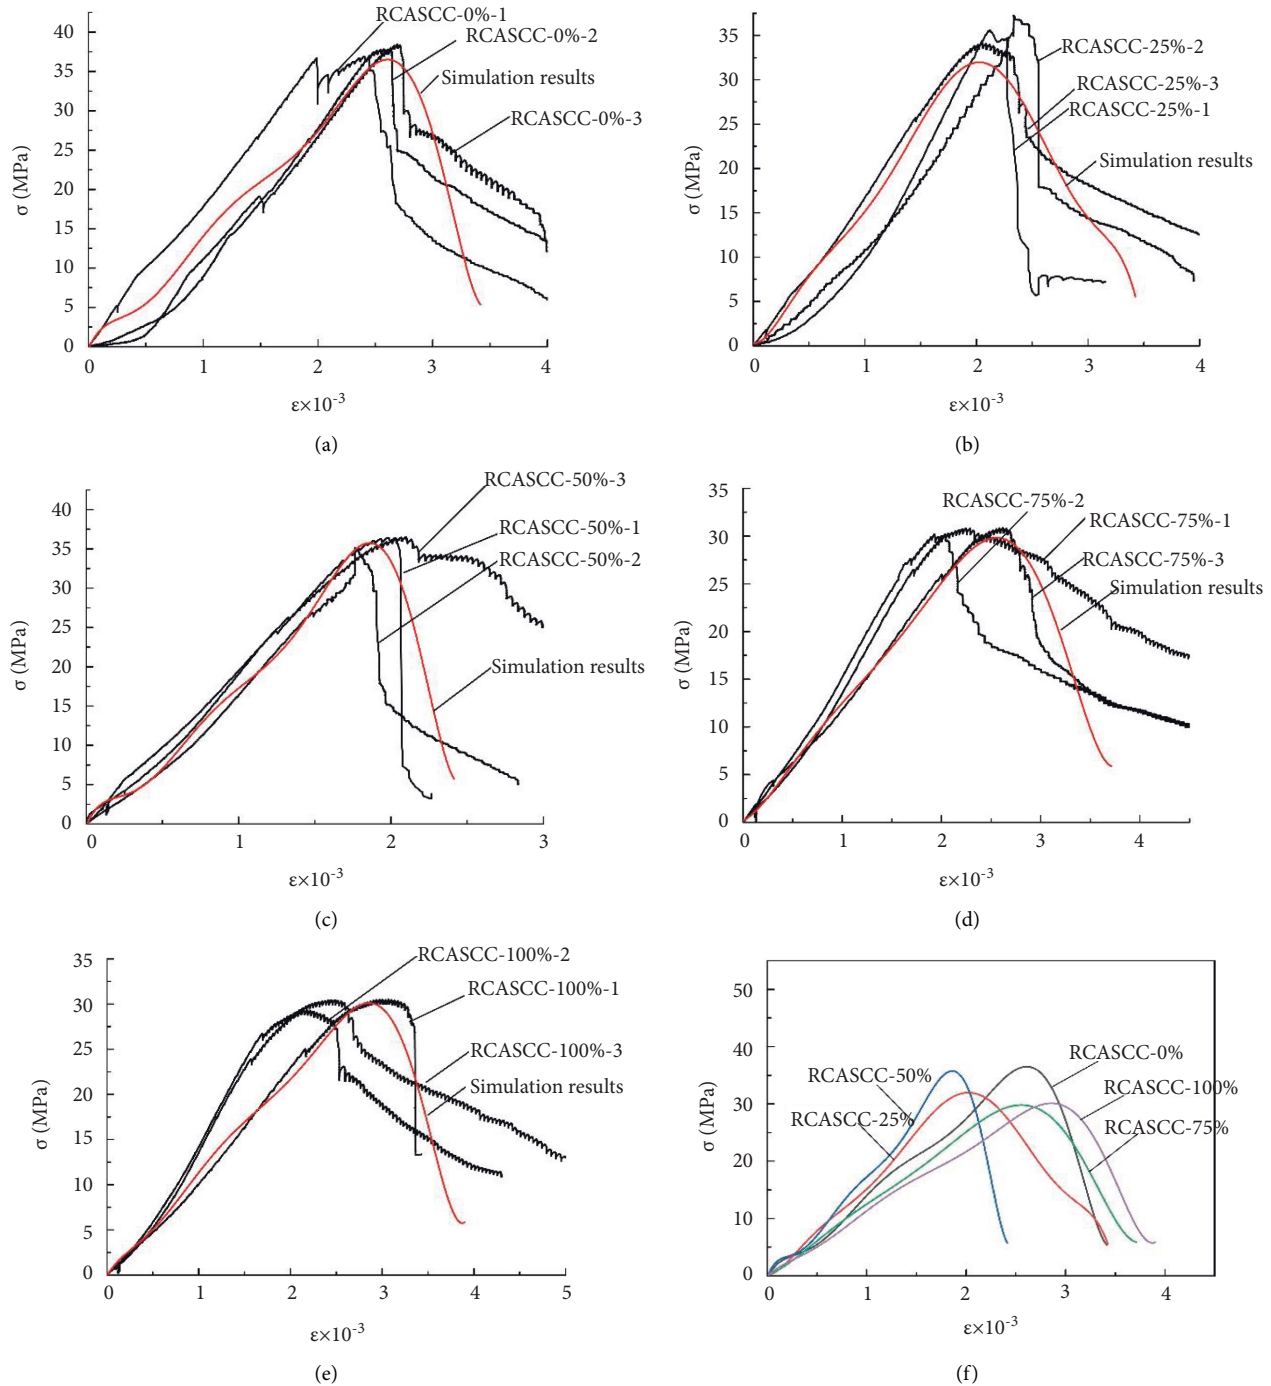 40
35
30
25
20
15
10
5
0
σ (MPa)
RCASCC-0%-1
RCASCC-0%-2
Simulation results
RCASCC-0%-3
0 1 2 3 4
ε×10⁻³
(a)
35
30
25
20
15
10
5
0
σ (MPa)
RCASCC-25%-2
RCASCC-25%-3
RCASCC-25%-1
Simulation results
0 1 2 3 4
ε×10⁻³
(b)
40
35
30
25
20
15
10
5
0
σ (MPa)
RCASCC-50%-3
RCASCC-50%-1
RCASCC-50%-2
Simulation results
0 1 2 3
ε×10⁻³
(c)
35
30
25
20
15
10
5
0
σ (MPa)
RCASCC-75%-2
RCASCC-75%-1
RCASCC-75%-3
Simulation results
0 1 2 3 4
ε×10⁻³
(d)
35
30
25
20
15
10
5
0
σ (MPa)
RCASCC-100%-2
RCASCC-100%-1
RCASCC-100%-3
Simulation results
0 1 2 3 4 5
ε×10⁻³
(e)
50
40
30
20
10
0
σ (MPa)
RCASCC-0%
RCASCC-50%
RCASCC-100%
RCASCC-25%
RCASCC-75%
0 1 2 3 4
ε×10⁻³
(f)